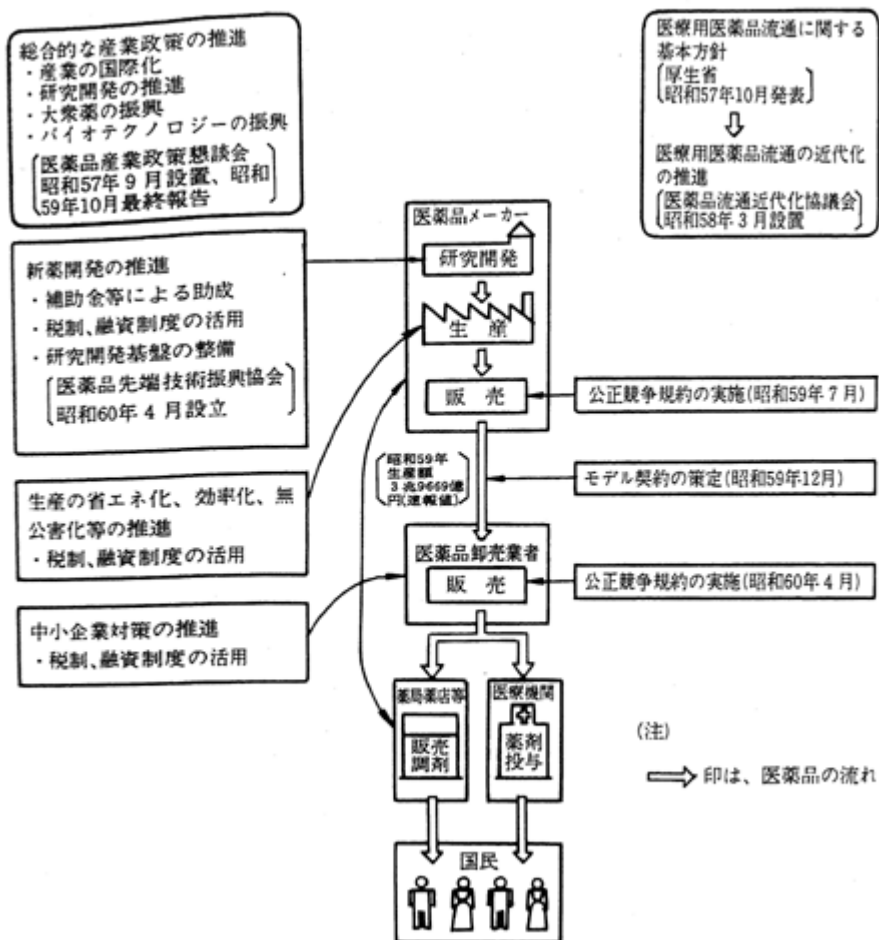 総合的な産業政策の推進
・産業の国際化
・研究開発の推進
・大衆薬の振興
・バイオテクノロジーの振興
医薬品産業政策懇談会
昭和57年9月設置、昭和
59年10月最終報告
医療用医薬品流通に関する
基本方針
厚生省
昭和57年10月発表
医療用医薬品流通の近代化
の推進
医薬品流通近代化協議会
昭和58年3月設置
新薬開発の推進
・補助金等による助成
・税制、融資制度の活用
・研究開発基盤の整備
医薬品先端技術振興協会
昭和60年4月設立
生産の省エネ化、効率化、無
公害化等の推進
・税制、融資制度の活用
中小企業対策の推進
・税制、融資制度の活用
医薬品メーカー
研究開発
生産
販売
公正競争規約の実施(昭和59年7月)
昭和59年
生産額
3兆9669億
円(速報値)
モデル契約の策定(昭和59年12月)
医薬品卸売業者
販売
公正競争規約の実施(昭和60年4月)
薬局薬店等
販売
調剤
医療機関
薬剤
投与
国民
(注)
印は、医薬品の流れ